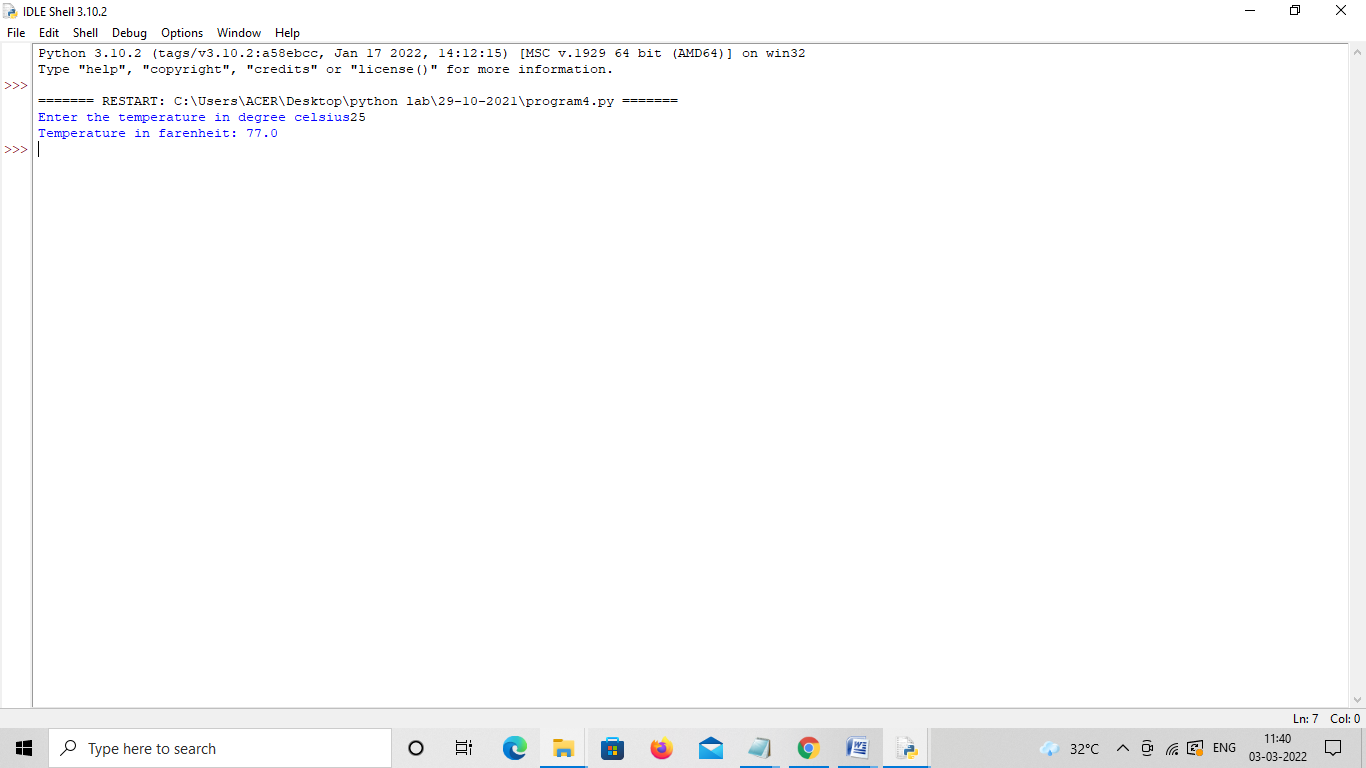 IDLE Shell 3.10.2
File Edit Shell Debug Options Window Help
Python 3.10.2 (tags/v3.10.2:a58ebcc, Jan 17 2022, 14:12:15) [MSC v.1929 64 bit (AMD64)] on win32
Type "help", "copyright", "credits" or "license()" for more information.
>>>
======= RESTART: C:\Users\ACER\Desktop\python lab\29-10-2021\program4.py =======
Enter the temperature in degree celsius25
Temperature in farenheit: 77.0
>>>
Ln: 7 Col: 0
Type here to search
32°C
ENG
11:40
03-03-2022